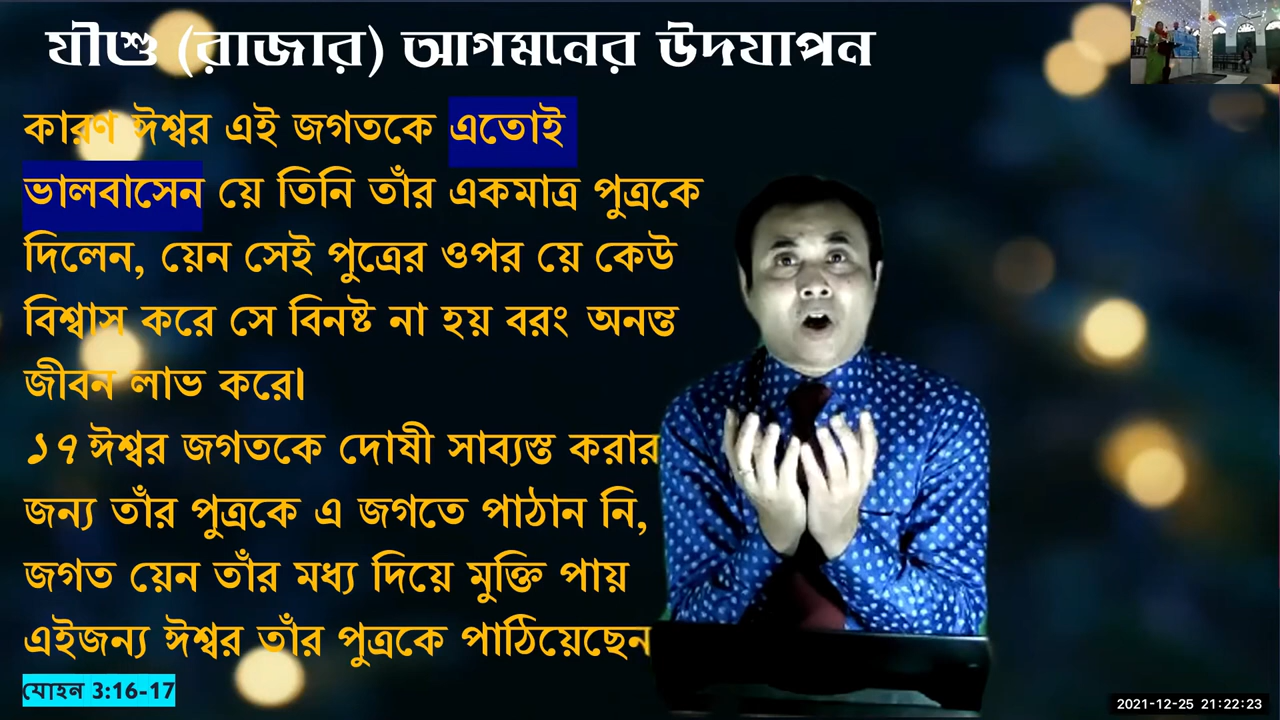 যীশু (রাজার) আগমনের উদযাপন
কারণ ঈশ্বর এই জগতকে এতোই
ভালবাসেন য়ে তিনি তাঁর একমাত্র পুত্রকে
দিলেন, য়েন সেই পুত্রের ওপর য়ে কেউ
বিশ্বাস করে সে বিনষ্ট না হয় বরং অনন্ত
জীবন লাভ করে৷
১৭ ঈশ্বর জগতকে দোষী সাব্যস্ত করার
জন্য তাঁর পুত্রকে এ জগতে পাঠান নি,
জগত য়েন তাঁর মধ্য দিয়ে মুক্তি পায়
এইজন্য ঈশ্বর তাঁর পুত্রকে পাঠিয়েছেন
যোহন 3:16-17
2021-12-25 21:22:23